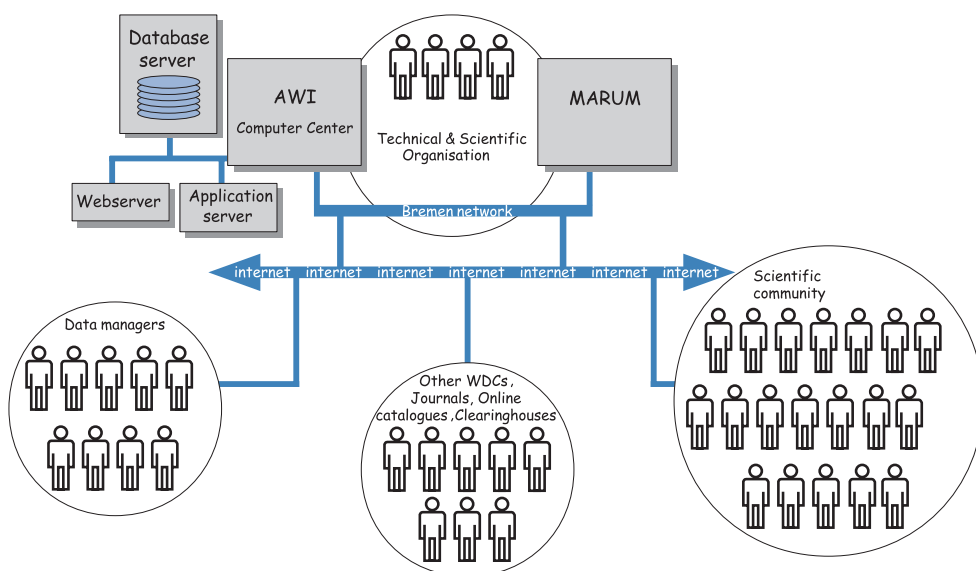 Database
server
AWI
Computer Center
MARUM
Technical & Scientific
Organisation
Webserver
Application
server
Bremen network
internet internet internet internet internet internet internet
Scientific
community
Data managers
Other WDCs,
Journals, Online
catalogues,Clearinghouses